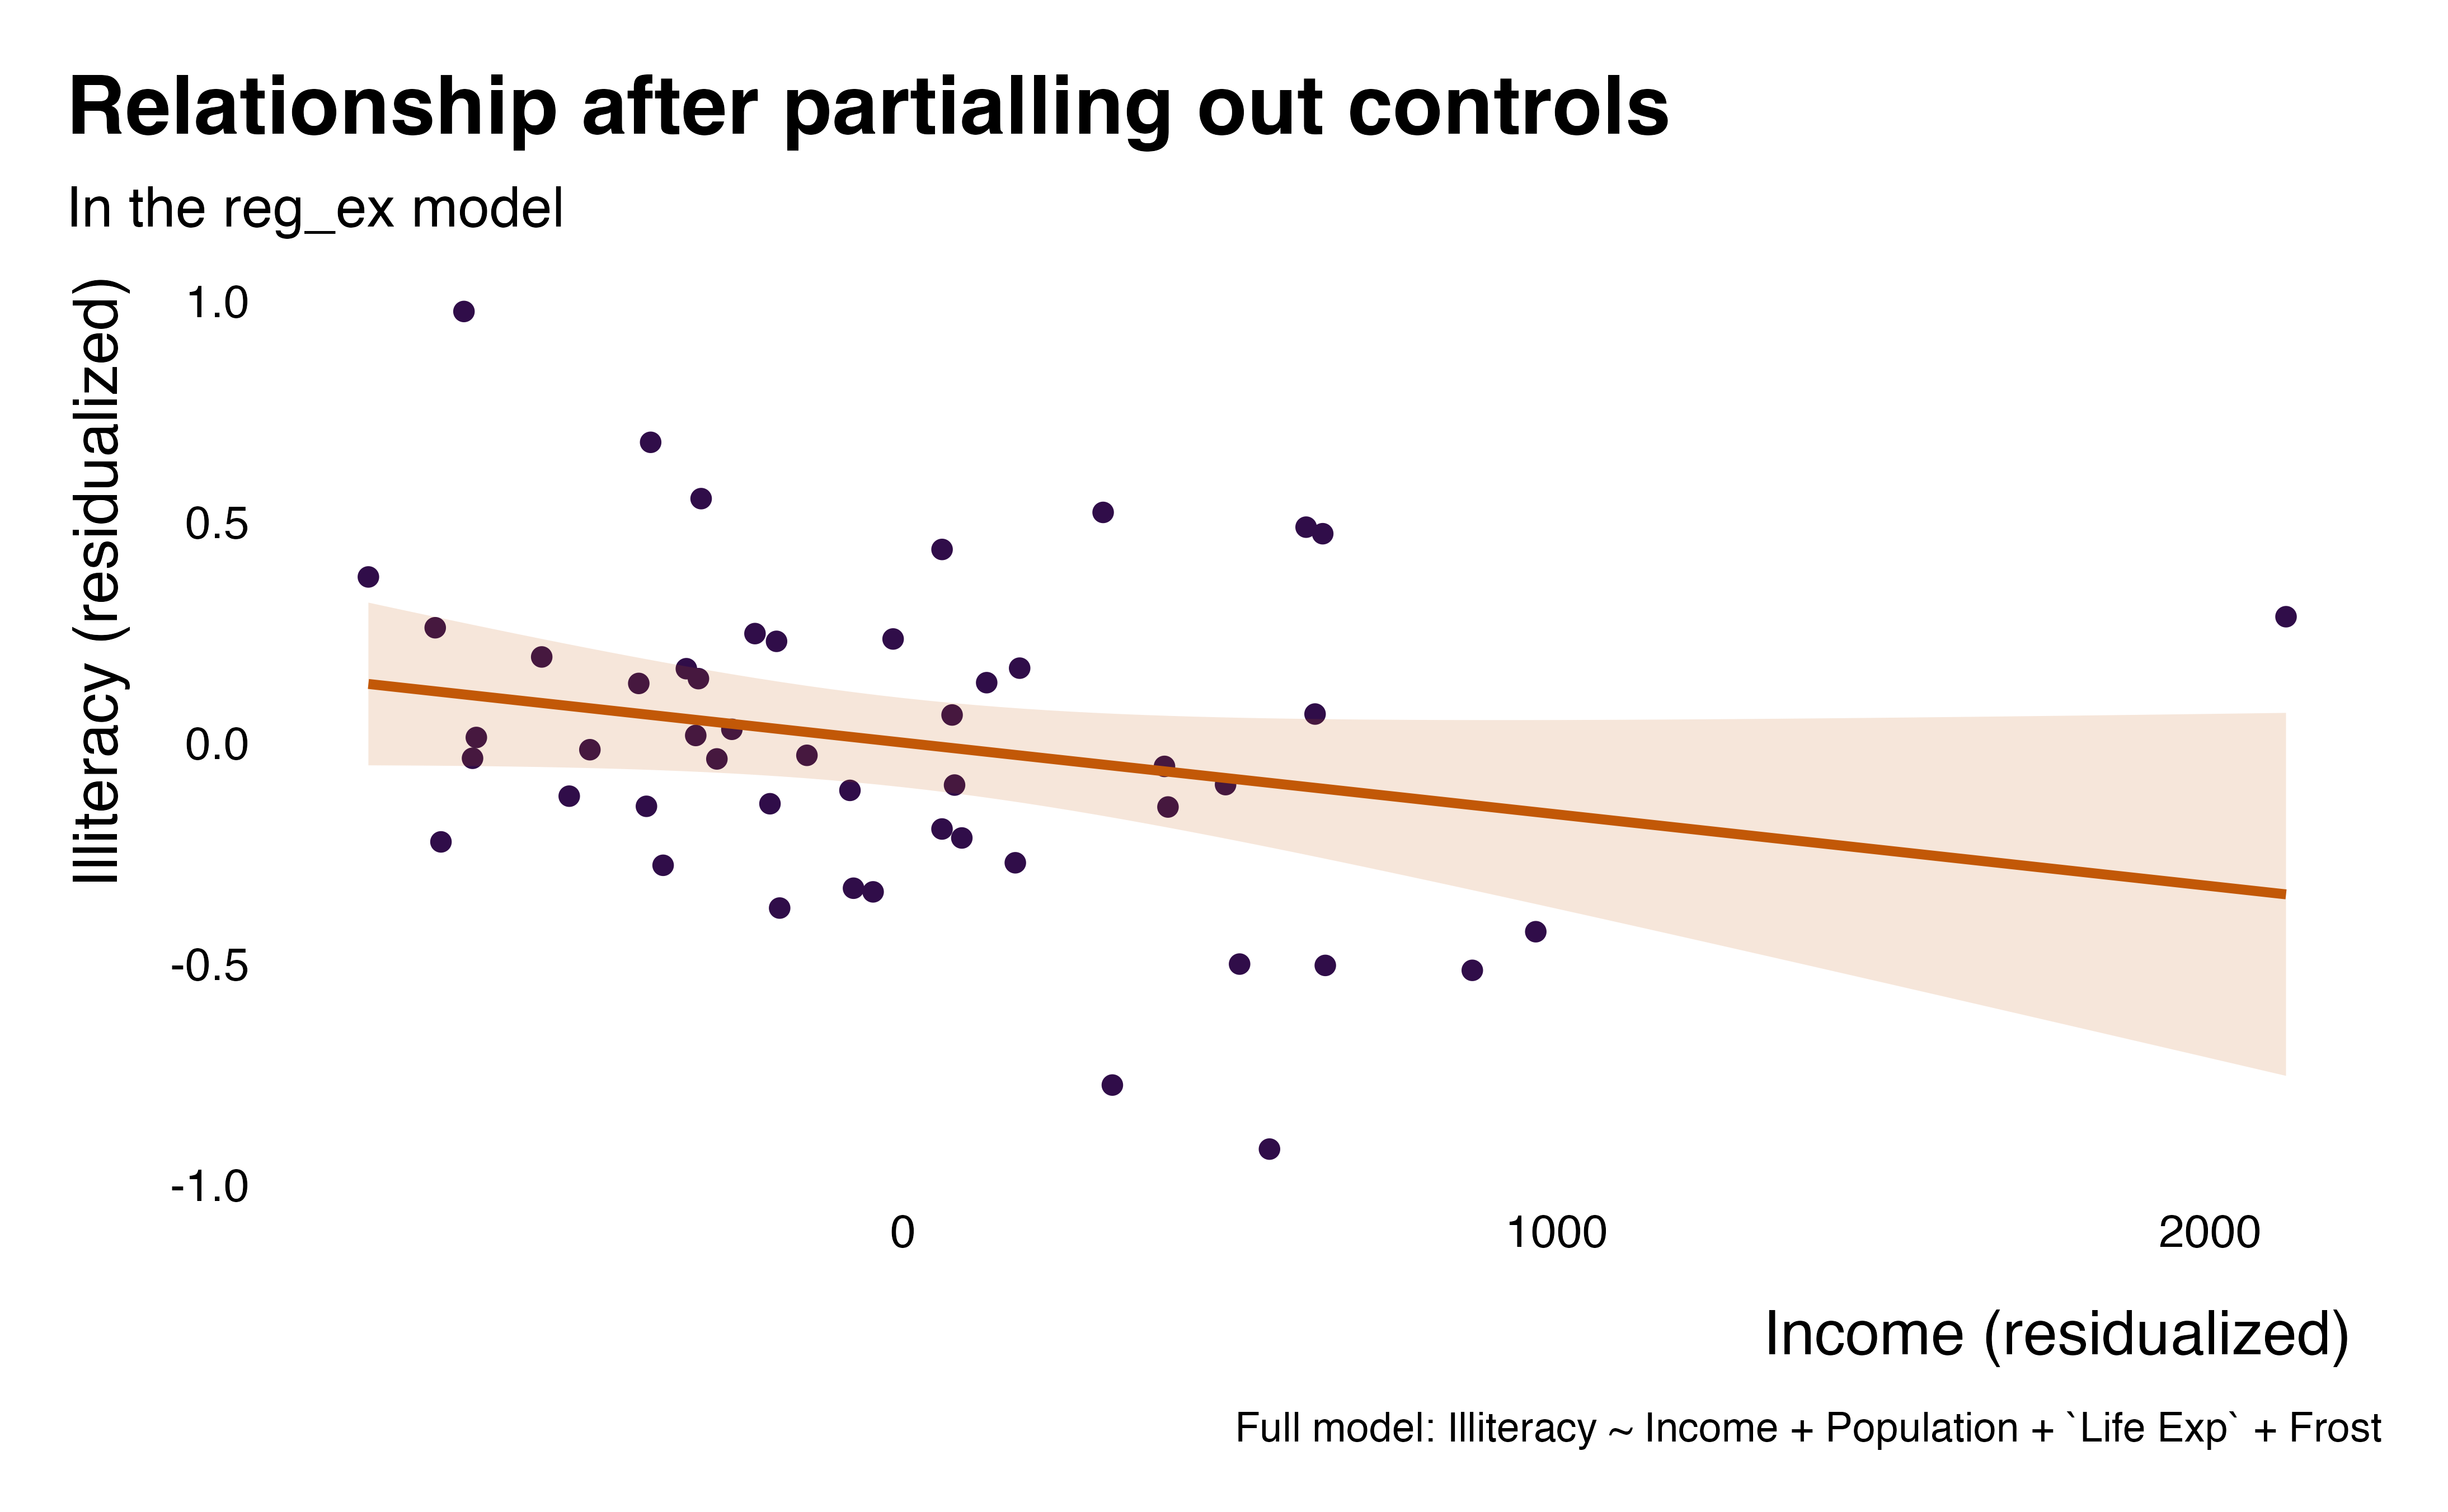 Relationship after partialling out controls
In the reg_ex model
Illiteracy (residualized)
1.0
0.5
0.0
-0.5
-1.0
0 1000 2000
Income (residualized)
Full model: Illiteracy ~ Income + Population + `Life Exp` + Frost